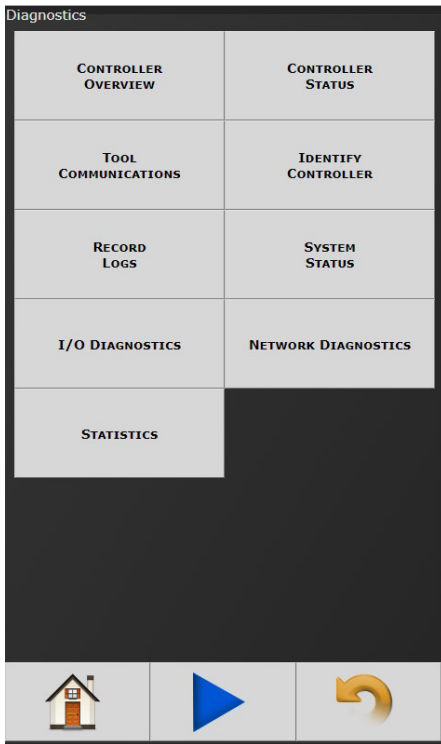 Diagnostics
CONTROLLER
OVERVIEW
CONTROLLER
STATUS
TOOL
COMMUNICATIONS
IDENTIFY
CONTROLLER
RECORD
LOGS
SYSTEM
STATUS
I/O DIAGNOSTICS
NETWORK DIAGNOSTICS
STATISTICS